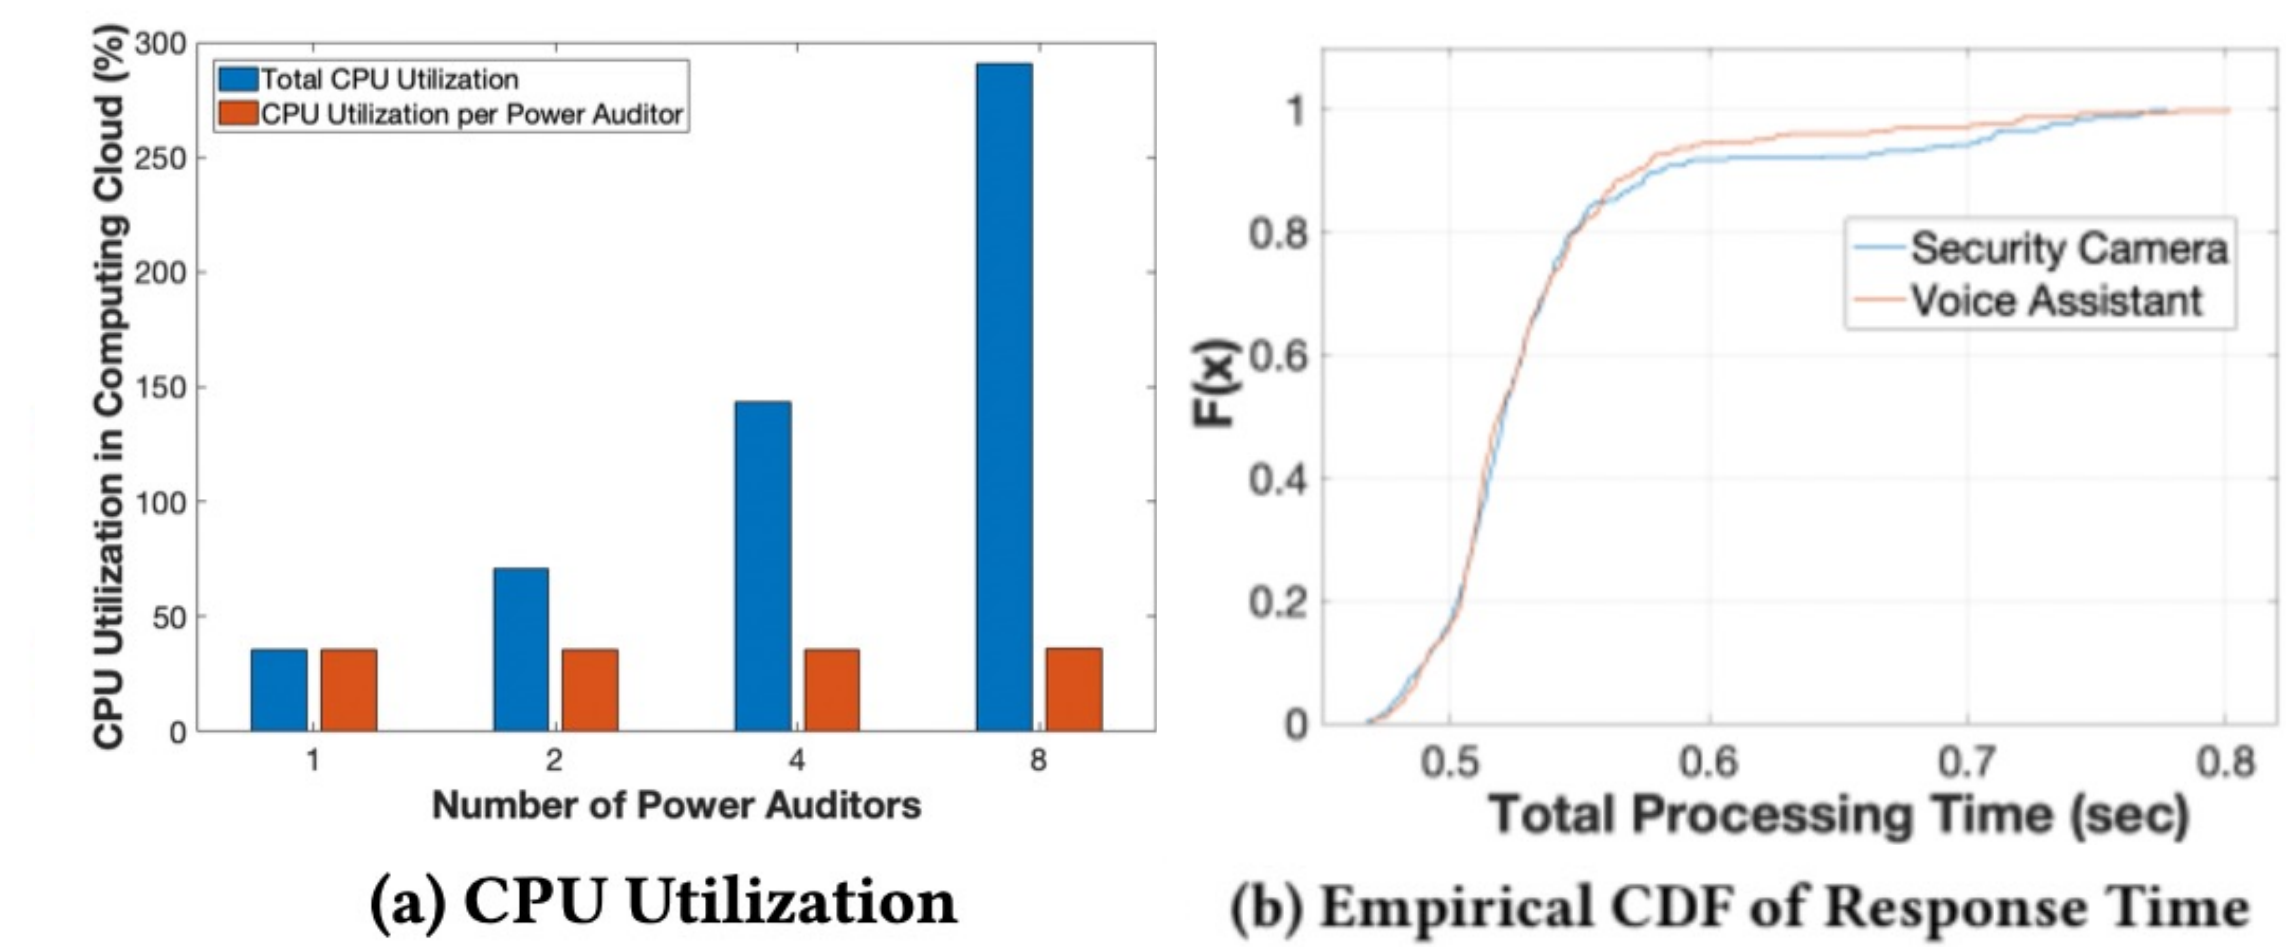 CPU Utilization in Computing Cloud (%)
300
250
200
150
100
50
0
Total CPU Utilization
CPU Utilization per Power Auditor
1 2 4 8
Number of Power Auditors
(a) CPU Utilization
F(x)
1
0.8
0.6
0.4
0.2
0
Security Camera
Voice Assistant
0.5 0.6 0.7 0.8
Total Processing Time (sec)
(b) Empirical CDF of Response Time